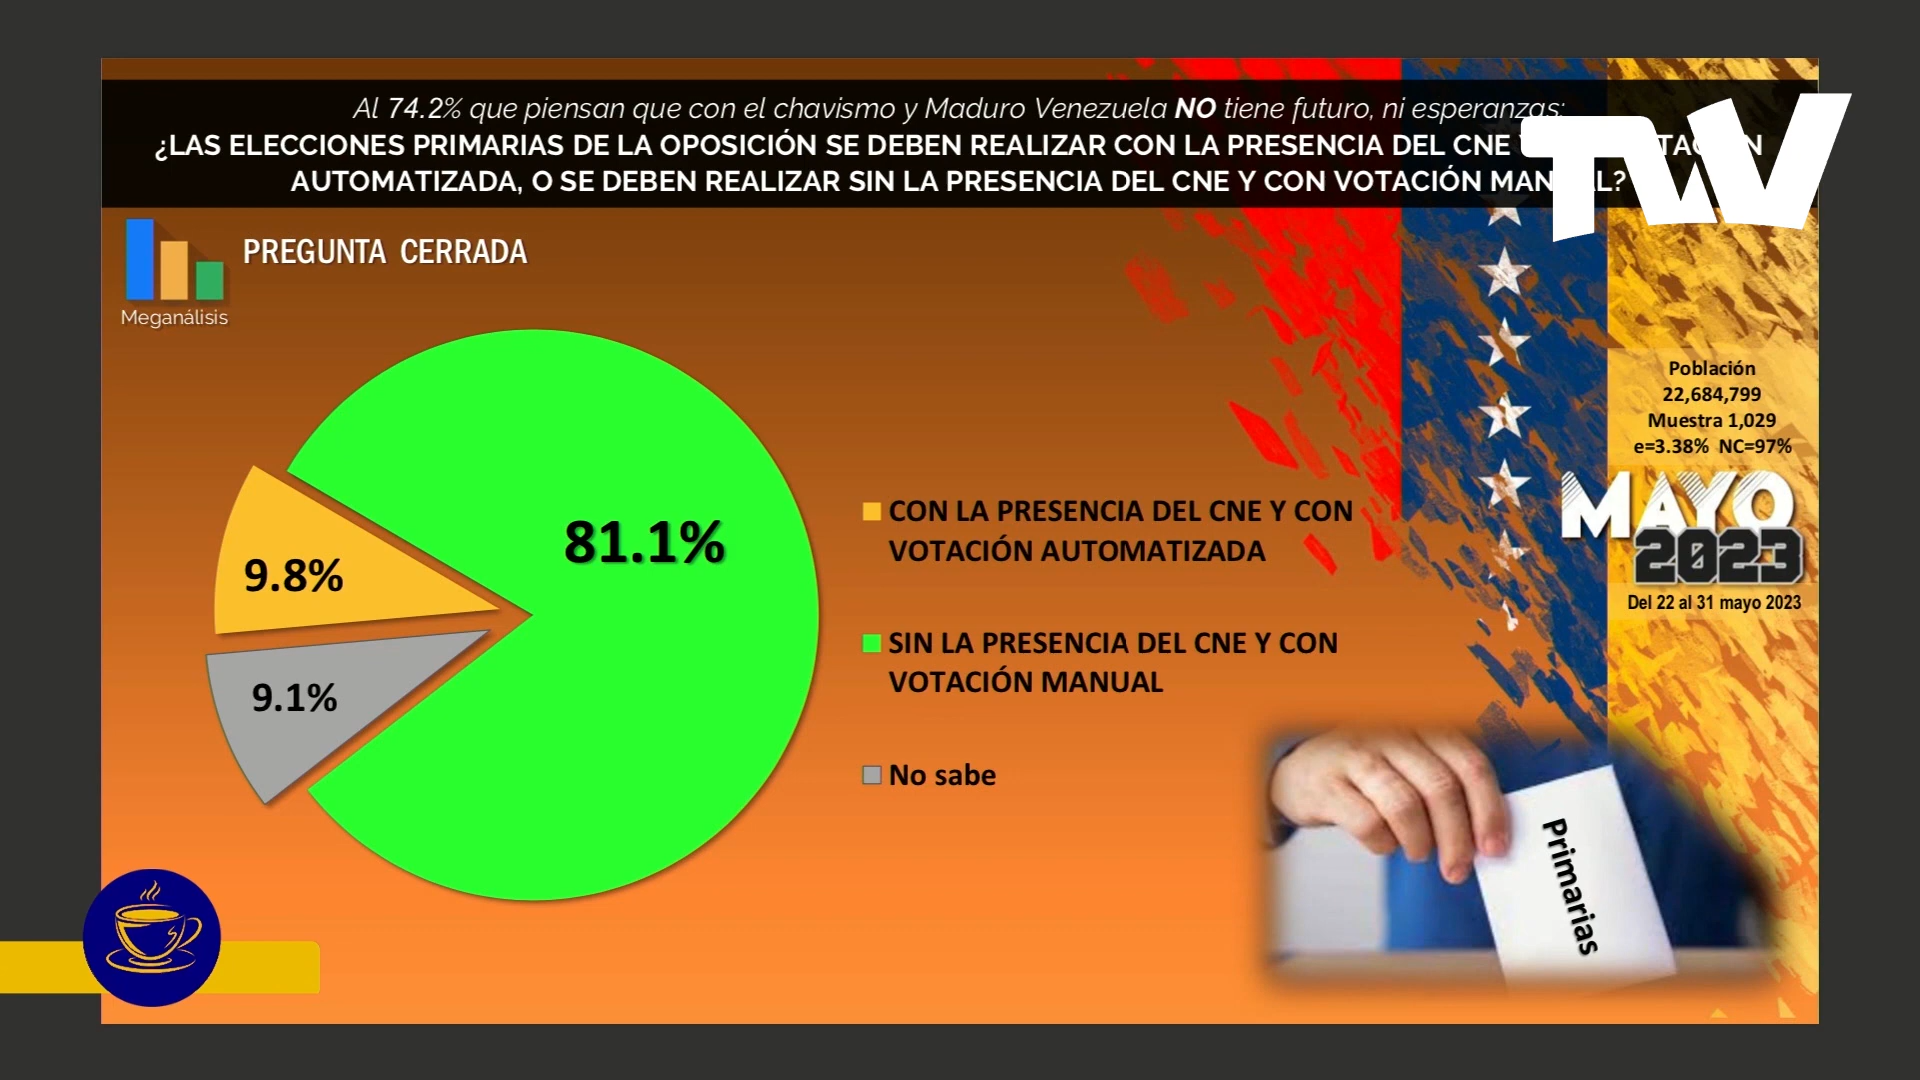 Al 74.2% que piensan que con el chavismo y Maduro Venezuela NO tiene futuro, ni esperanzas:
¿LAS ELECCIONES PRIMARIAS DE LA OPOSICIÓN SE DEBEN REALIZAR CON LA PRESENCIA DEL CNE
AUTOMATIZADA, O SE DEBEN REALIZAR SIN LA PRESENCIA DEL CNE Y CON VOTACIÓN MANUAL?
TVV
Meganálisis
PREGUNTA CERRADA
Población
22,684,799
Muestra 1,029
e=3.38% NC=97%
MAYO
2023
Del 22 al 31 mayo 2023
81.1%
9.8%
9.1%
CON LA PRESENCIA DEL CNE Y CON
VOTACIÓN AUTOMATIZADA
SIN LA PRESENCIA DEL CNE Y CON
VOTACIÓN MANUAL
No sabe
Primarias